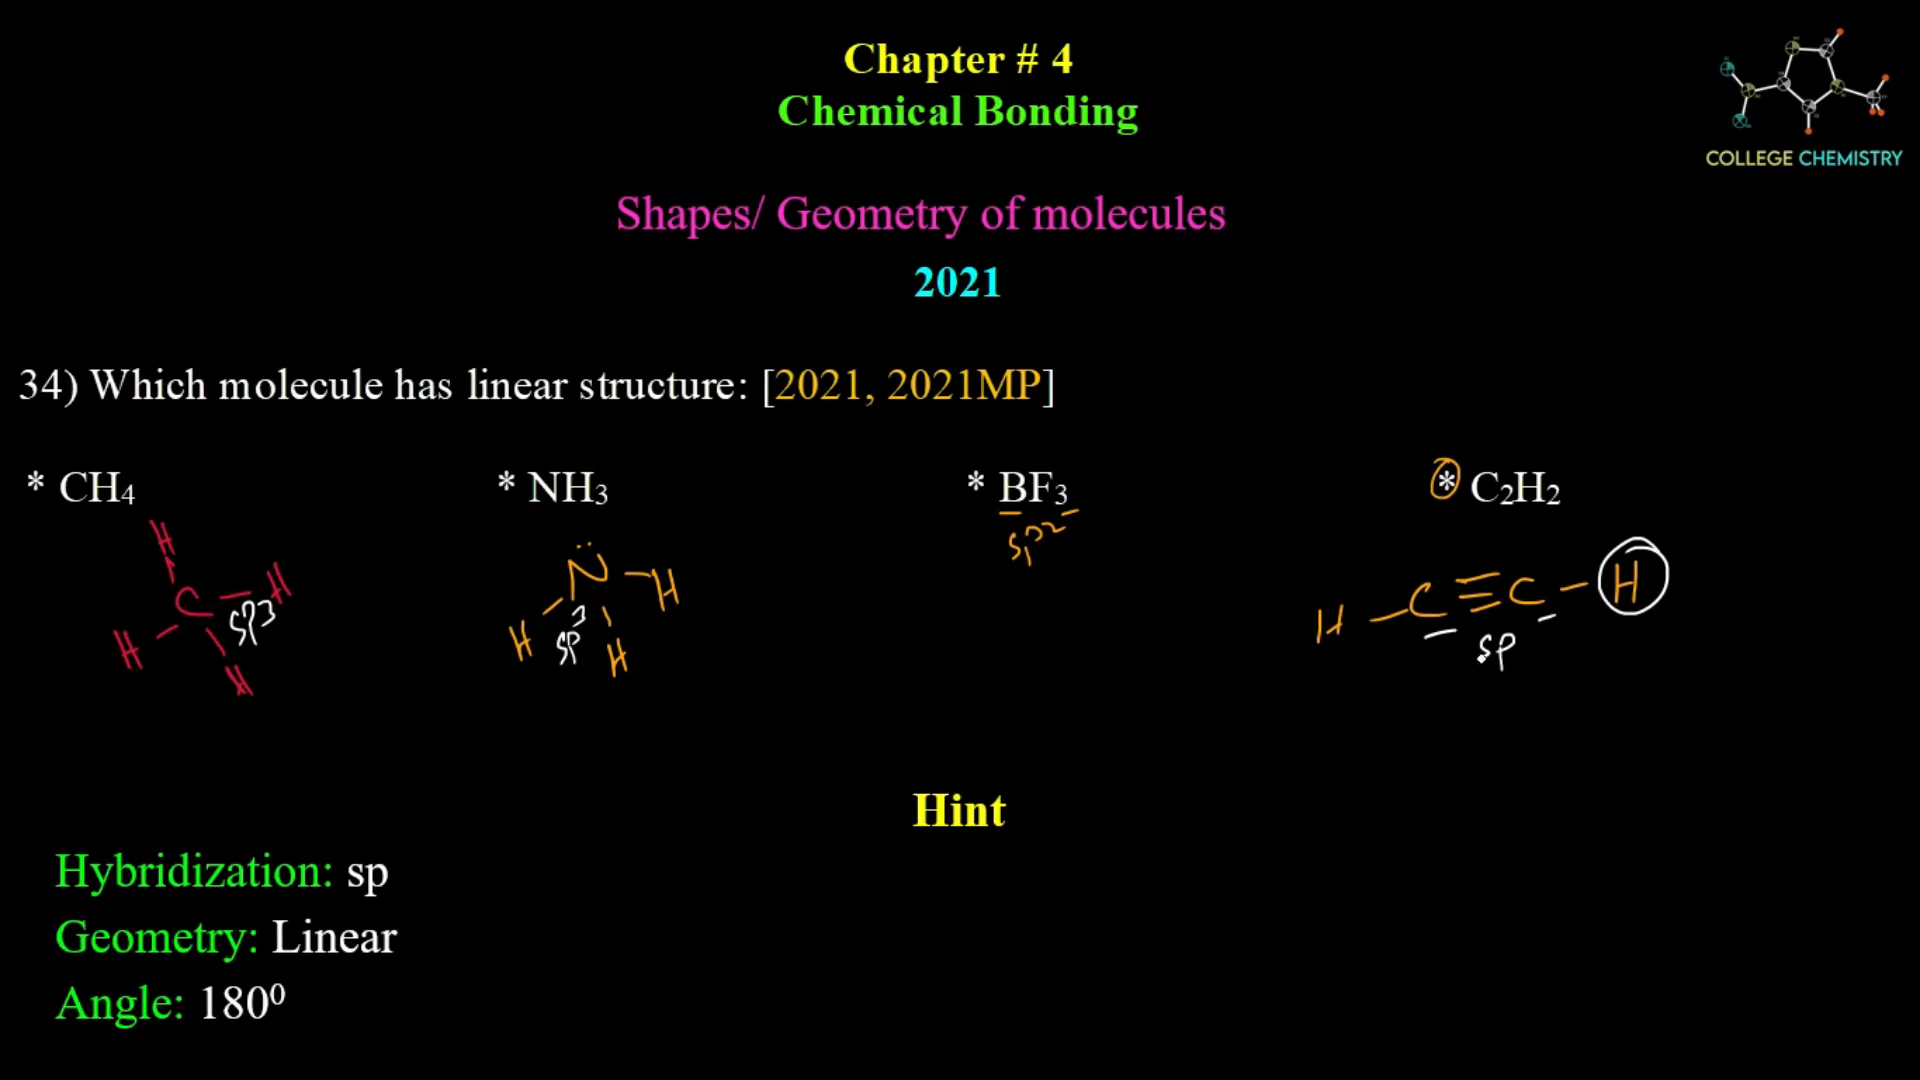 Chapter # 4
Chemical Bonding
COLLEGE CHEMISTRY
Shapes/ Geometry of molecules
2021
34) Which molecule has linear structure: [2021, 2021MP]
* CH4 * NH3 * BF3 * C2H2
H
C H
SP3
H
H
N̈ H
H SP3 H
SP2
H – C ≡ C – H
SP
Hint
Hybridization: sp
Geometry: Linear
Angle: 180⁰